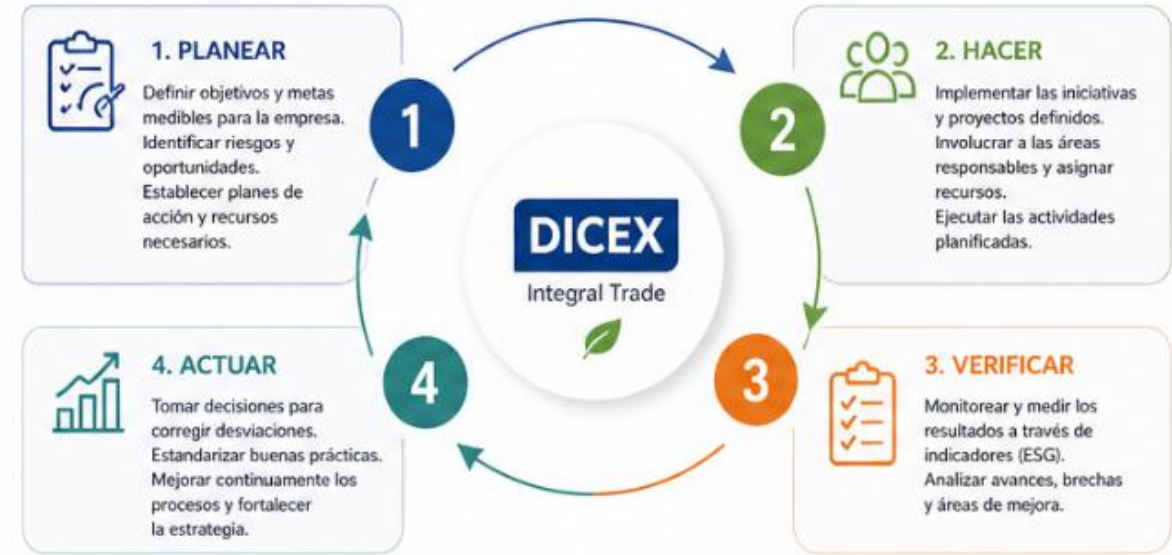 1. PLANEAR
Definir objetivos y metas
medibles para la empresa.
Identificar riesgos y
oportunidades.
Establecer planes de
acción y recursos
necesarios.
1
2
2. HACER
Implementar las iniciativas
y proyectos definidos.
Involucrar a las áreas
responsables y asignar
recursos.
Ejecutar las actividades
planificadas.
DICEX
Integral Trade
4. ACTUAR
Tomar decisiones para
corregir desviaciones.
Estandarizar buenas prácticas.
Mejorar continuamente los
procesos y fortalecer
la estrategia.
4
3
3. VERIFICAR
Monitorear y medir los
resultados a través de
indicadores (ESG).
Analizar avances, brechas
y áreas de mejora.